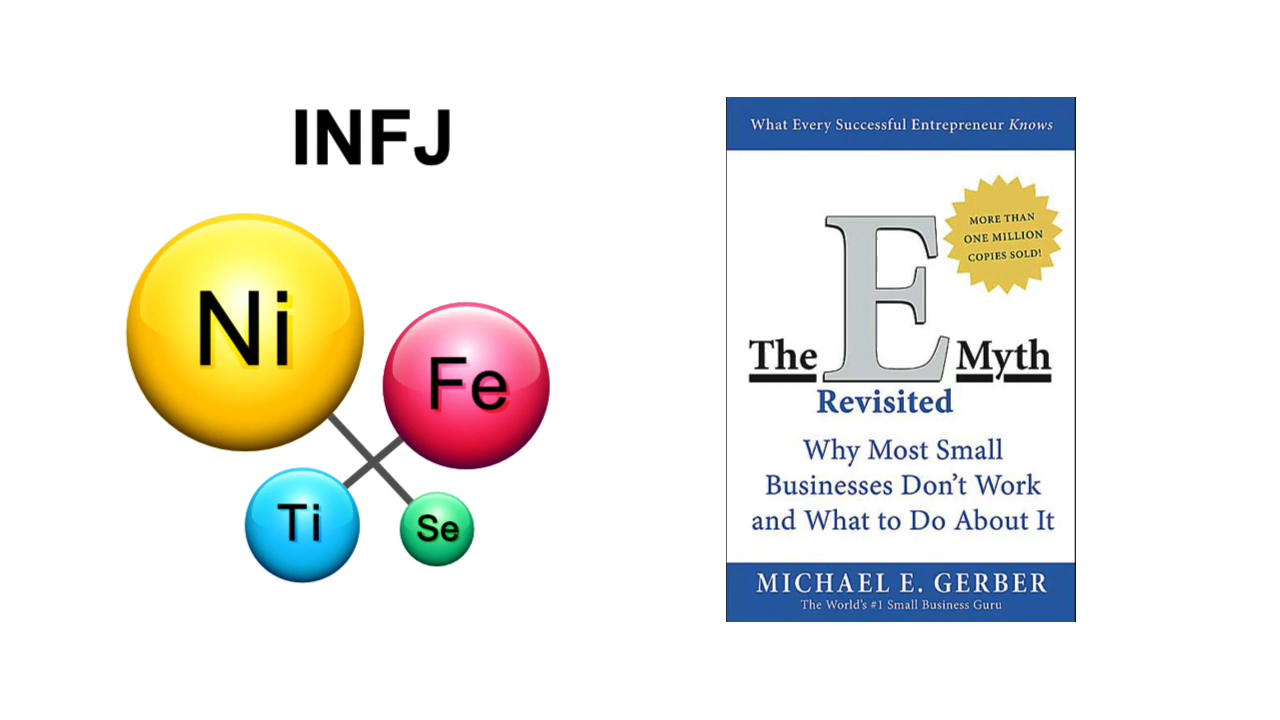 INFJ
Ni
Fe
Ti
Se
What Every Successful Entrepreneur Knows
MORE THAN
ONE MILLION
COPIES SOLD!
The E Myth
Revisited
Why Most Small
Businesses Don't Work
and What to Do About It
MICHAEL E. GERBER
The World's #1 Small Business Guru